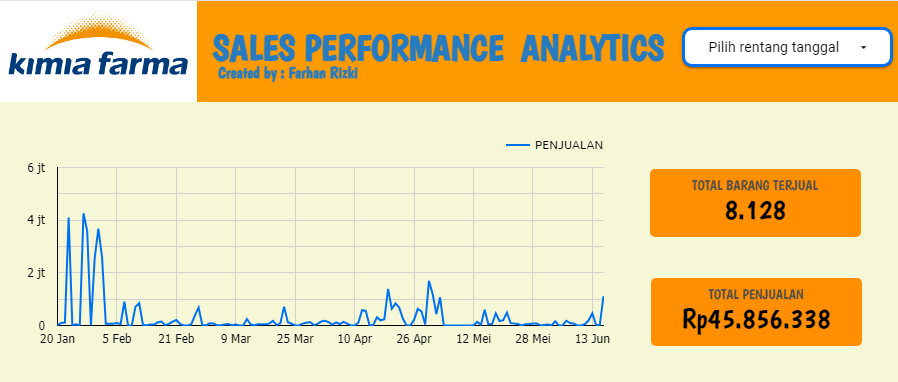 kimia farma
SALES PERFORMANCE ANALYTICS
Created by : Farhan Rizki
Pilih rentang tanggal
PENJUALAN
6 jt
4 jt
2 jt
0
20 Jan 5 Feb 21 Feb 9 Mar 25 Mar 10 Apr 26 Apr 12 Mei 28 Mei 13 Jun
TOTAL BARANG TERJUAL
8.128
TOTAL PENJUALAN
Rp45.856.338